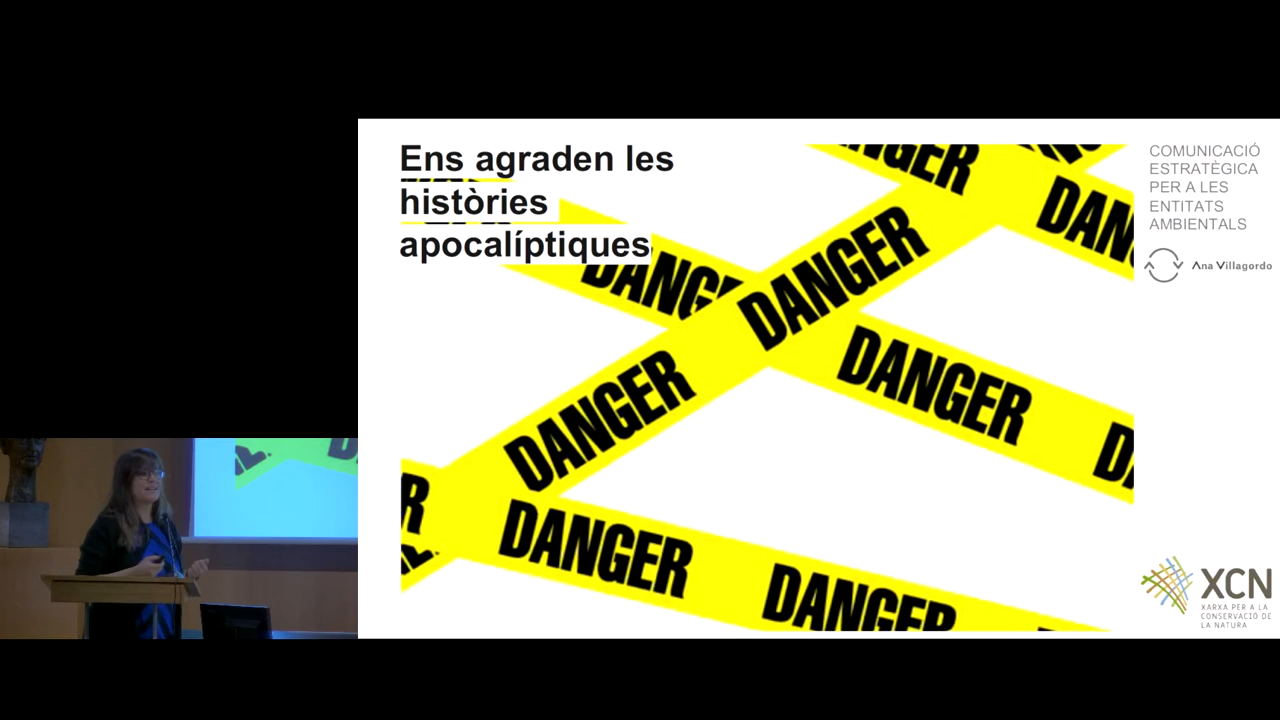 Ens agraden les
històries
apocalíptiques
COMUNICACIÓ
ESTRATÈGICA
PER A LES
ENTITATS
AMBIENTALS
Ana Villagordo
DANGER
DANGER
DANGER
DANGER
DANGER
DANGER
XCN
XARXA PER A LA
CONSERVACIÓ DE
LA NATURA